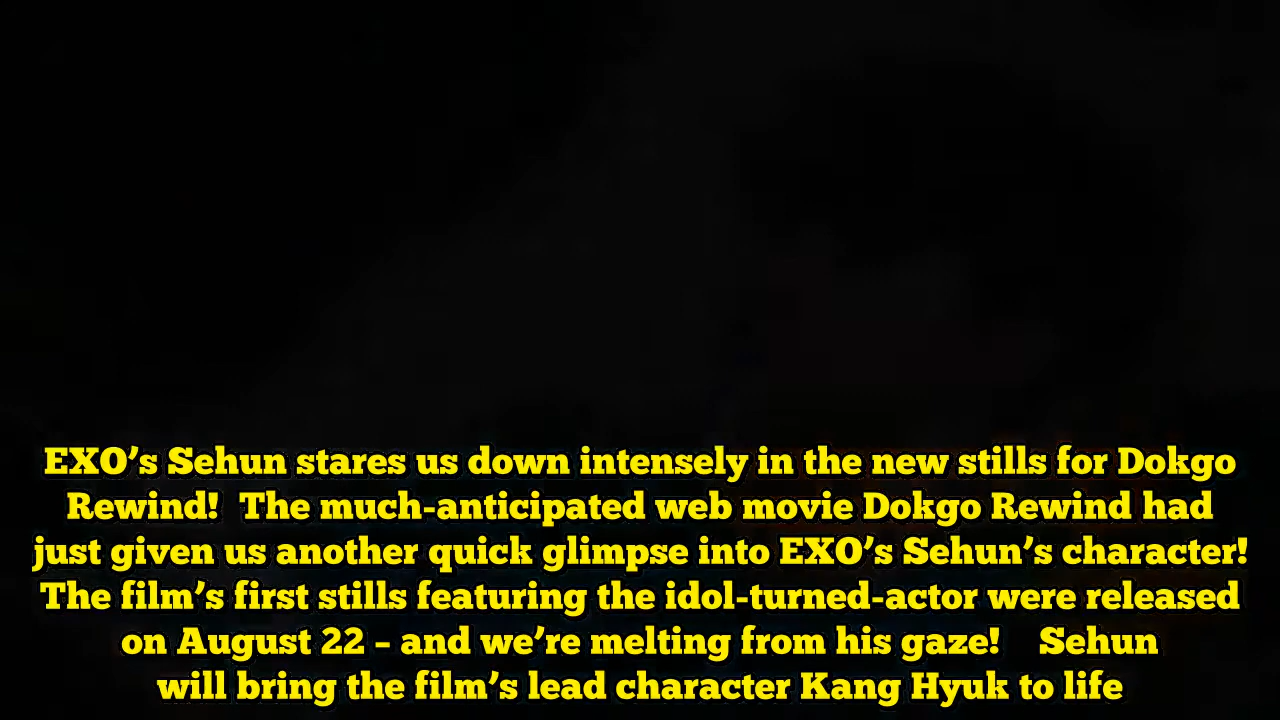 EXO’s Sehun stares us down intensely in the new stills for Dokgo
Rewind!  The much-anticipated web movie Dokgo Rewind had
just given us another quick glimpse into EXO’s Sehun’s character!
The film’s first stills featuring the idol-turned-actor were released
on August 22 – and we’re melting from his gaze!    Sehun
will bring the film’s lead character Kang Hyuk to life